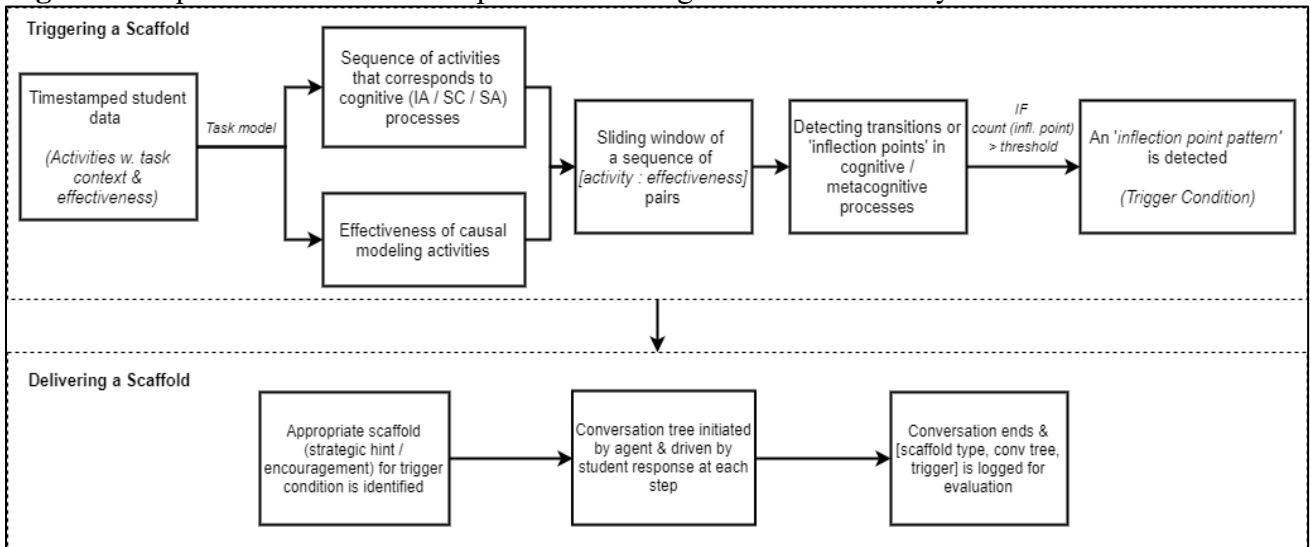 Triggering a Scaffold
Timestamped student
data
(Activities w. task
context &
effectiveness)
Task model
Sequence of activities
that corresponds to
cognitive (IA / SC / SA)
processes
Effectiveness of causal
modeling activities
Sliding window of
a sequence of
[activity : effectiveness]
pairs
Detecting transitions or
'inflection points' in
cognitive /
metacognitive
processes
IF
count (infl. point)
> threshold
An 'inflection point pattern'
is detected
(Trigger Condition)
Delivering a Scaffold
Appropriate scaffold
(strategic hint /
encouragement) for trigger
condition is identified
Conversation tree initiated
by agent & driven by
student response at each
step
Conversation ends &
[scaffold type, conv tree,
trigger] is logged for
evaluation